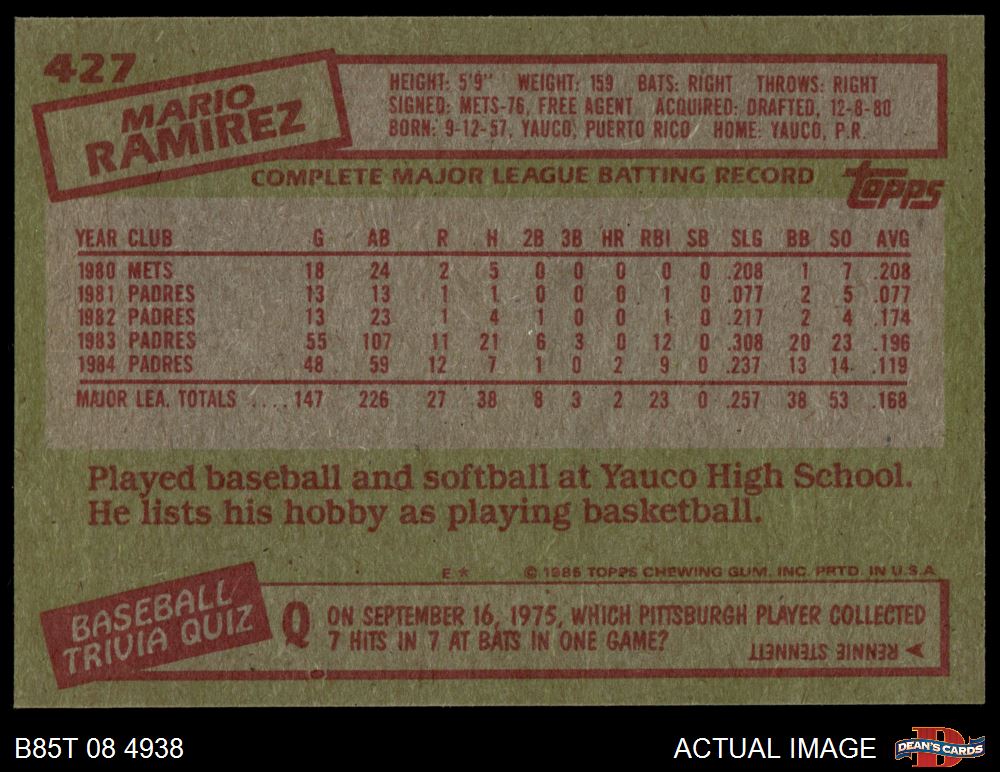 427
MARIO
RAMIREZ
HEIGHT: 5'9" WEIGHT: 159 BATS: RIGHT THROWS: RIGHT
SIGNED: METS-76, FREE AGENT ACQUIRED: DRAFTED, 12-8-80
BORN: 9-12-57, YAUCO, PUERTO RICO HOME: YAUCO, P.R.
COMPLETE MAJOR LEAGUE BATTING RECORD
topps
YEAR CLUB G AB R H 2B 3B HR RBI SB SLG BB SO AVG
1980 METS 18 24 2 5 0 0 0 0 0 .208 1 7 .208
1981 PADRES 13 13 1 1 0 0 0 1 0 .077 2 5 .077
1982 PADRES 13 23 1 4 1 0 0 1 0 .217 2 4 .174
1983 PADRES 55 107 11 21 6 3 0 12 0 .308 20 23 .196
1984 PADRES 48 59 12 7 1 0 2 9 0 .237 13 14 .119
MAJOR LEA. TOTALS ....147 226 27 38 8 3 2 23 0 .257 38 53 .168
Played baseball and softball at Yauco High School.
He lists his hobby as playing basketball.
E* © 1985 TOPPS CHEWING GUM, INC. PRTD. IN U.S.A.
BASEBALL
TRIVIA QUIZ
Q ON SEPTEMBER 16, 1975, WHICH PITTSBURGH PLAYER COLLECTED
7 HITS IN 7 AT BATS IN ONE GAME?
RENNIE STENNETT
B85T 08 4938
ACTUAL IMAGE
D
DEAN'S CARDS